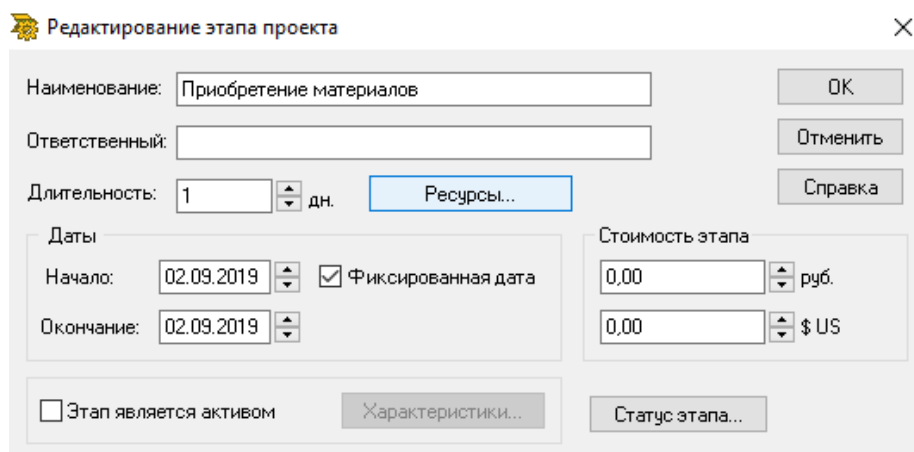 Редактирование этапа проекта
Наименование: Приобретение материалов OK
Ответственный: Отменить
Длительность: 1 дн. Ресурсы... Справка
Даты Стоимость этапа
Начало: 02.09.2019 Фиксированная дата 0,00 руб.
Окончание: 02.09.2019 0,00 $ US
Этап является активом Характеристики... Статус этапа...